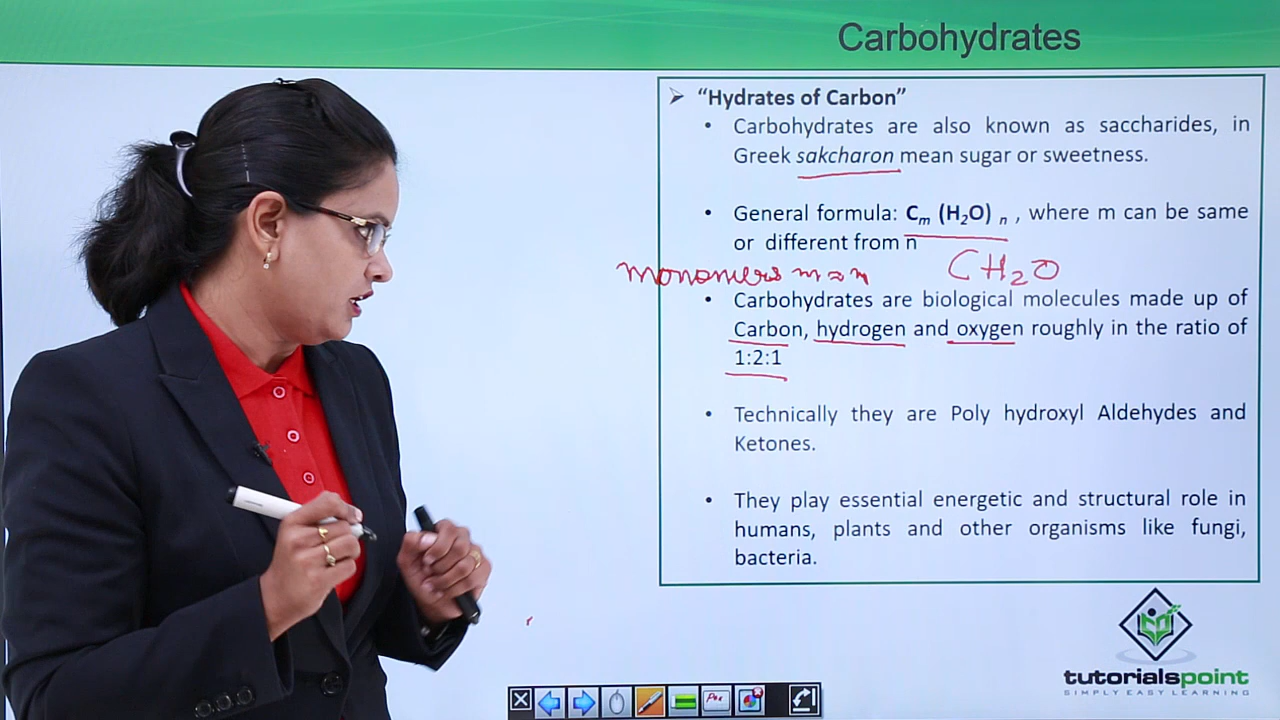 Carbohydrates
➤ “Hydrates of Carbon”
• Carbohydrates are also known as saccharides, in
Greek sakcharon mean sugar or sweetness.
• General formula: Cm (H2O) n , where m can be same
or different from n
monomers m = n CH2O
• Carbohydrates are biological molecules made up of
Carbon, hydrogen and oxygen roughly in the ratio of
1:2:1
• Technically they are Poly hydroxyl Aldehydes and
Ketones.
• They play essential energetic and structural role in
humans, plants and other organisms like fungi,
bacteria.
tutorialspoint
SIMPLY EASY LEARNING